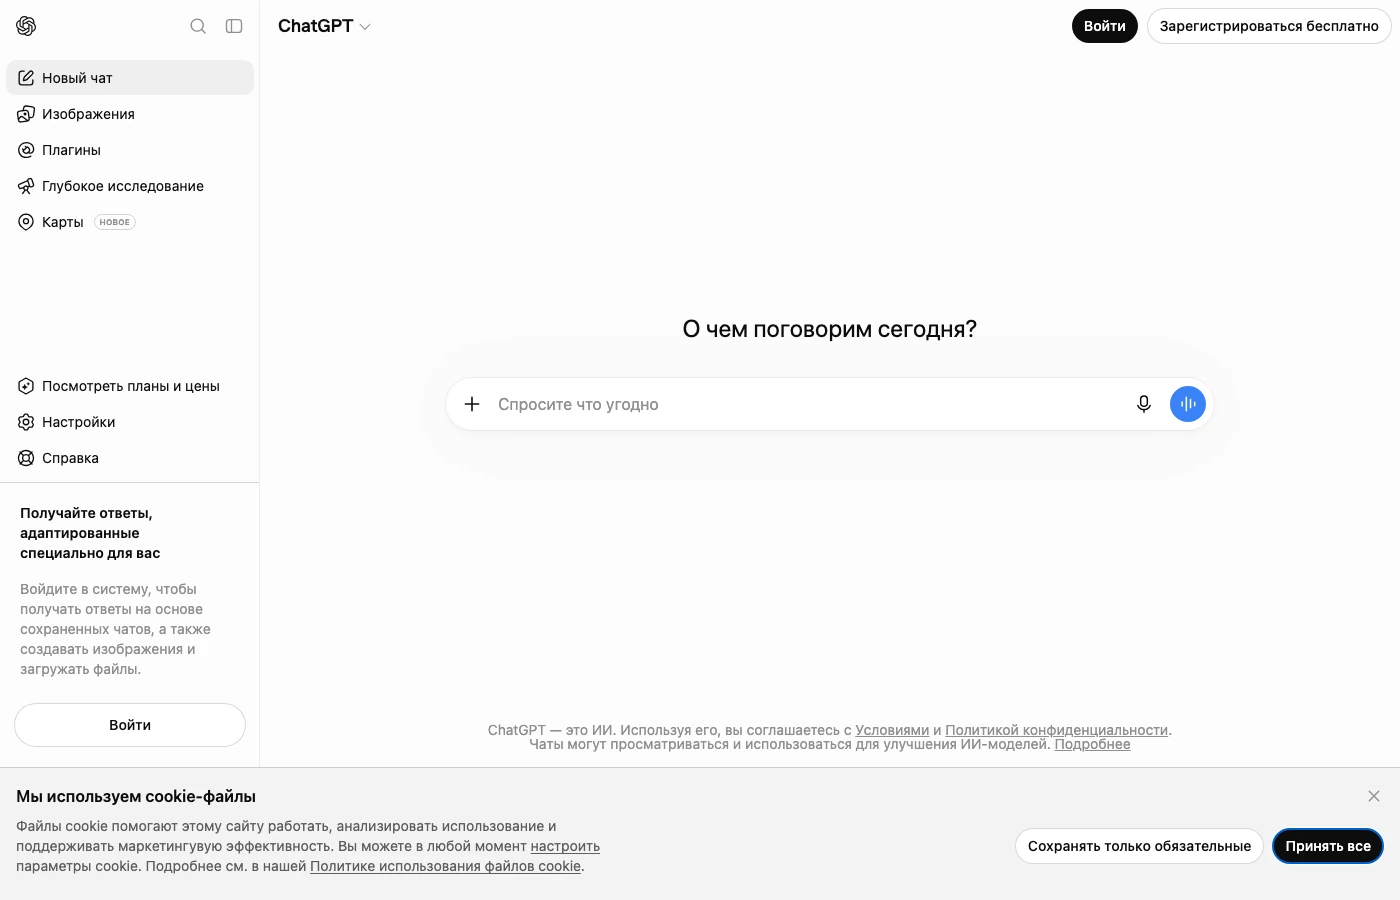 ChatGPT
Войти
Зарегистрироваться бесплатно
Новый чат
Изображения
Плагины
Глубокое исследование
Карты НОВОЕ
Посмотреть планы и цены
Настройки
Справка
Получайте ответы,
адаптированные
специально для вас
Войдите в систему, чтобы
получать ответы на основе
сохраненных чатов, а также
создавать изображения и
загружать файлы.
Войти
О чем поговорим сегодня?
Спросите что угодно
ChatGPT — это ИИ. Используя его, вы соглашаетесь с Условиями и Политикой конфиденциальности.
Чаты могут просматриваться и использоваться для улучшения ИИ-моделей. Подробнее
Мы используем cookie-файлы
Файлы cookie помогают этому сайту работать, анализировать использование и
поддерживать маркетингувую эффективность. Вы можете в любой момент настроить
параметры cookie. Подробнее см. в нашей Политике использования файлов cookie.
Сохранять только обязательные
Принять все